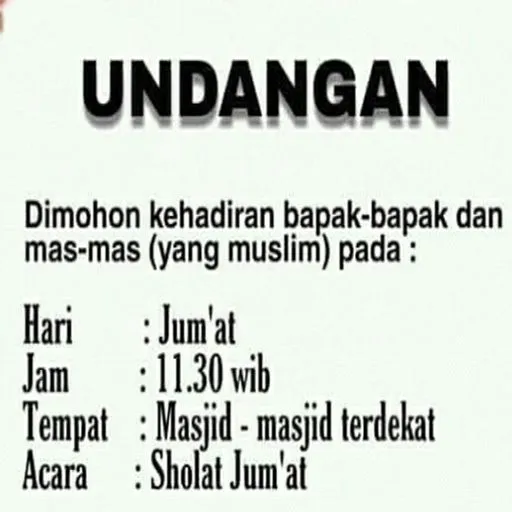 UNDANGAN
Dimohon kehadiran bapak-bapak dan
mas-mas (yang muslim) pada :
Hari : Jum'at
Jam : 11.30 wib
Tempat : Masjid - masjid terdekat
Acara : Sholat Jum'at